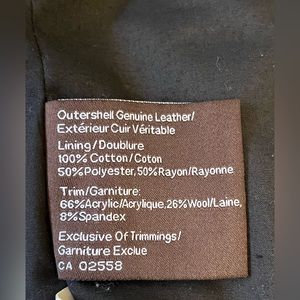 Outershell Genuine Leather/
Extérieur Cuir Véritable
Lining/Doublure
100% Cotton/Coton
50%Polyester,50%Rayon/Rayonne
Trim/Garniture:
66%Acrylic/Acrylique,26%Wool/Laine,
8%Spandex
Exclusive Of Trimmings/
Garniture Exclue
CA 02558